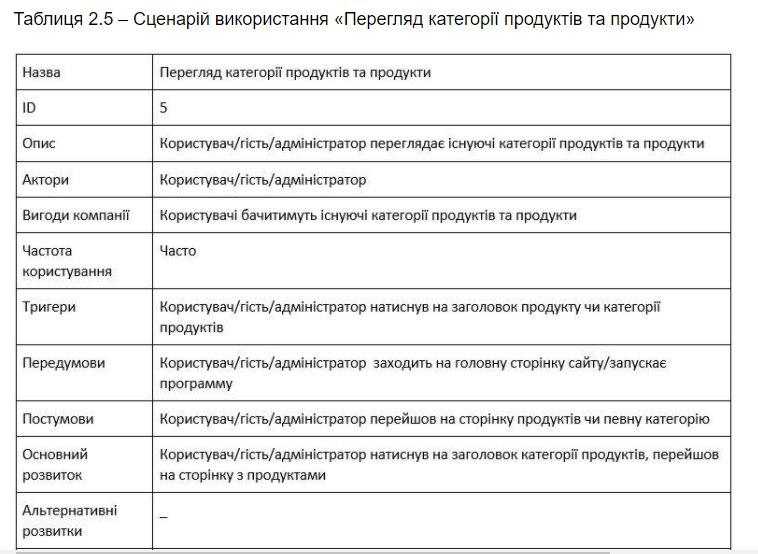 Таблиця 2.5 – Сценарій використання «Перегляд категорії продуктів та продукти»
Назва
Перегляд категорії продуктів та продукти
ID
5
Опис
Користувач/гість/адміністратор переглядає існуючі категорії продуктів та продукти
Актори
Користувач/гість/адміністратор
Вигоди компанії
Користувачі бачитимуть існуючі категорії продуктів та продукти
Частота
користування
Часто
Тригери
Користувач/гість/адміністратор натиснув на заголовок продукту чи категорії
продуктів
Передумови
Користувач/гість/адміністратор заходить на головну сторінку сайту/запускає
программу
Постумови
Користувач/гість/адміністратор перейшов на сторінку продуктів чи певну категорію
Основний
розвиток
Користувач/гість/адміністратор натиснув на заголовок категорії продуктів, перейшов
на сторінку з продуктами
Альтернативні
розвитки
–